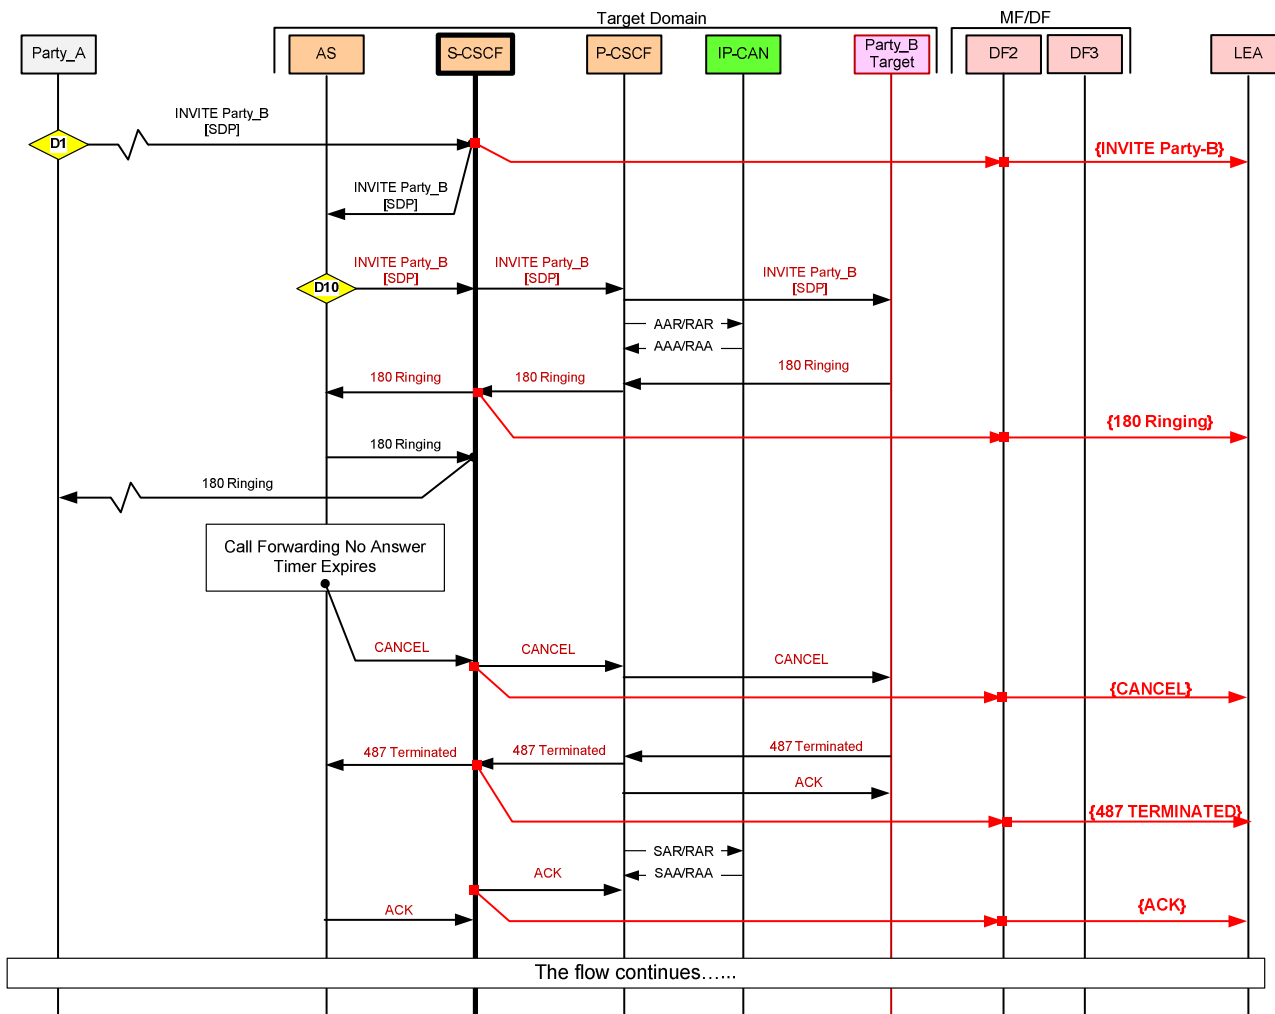 Target Domain
MF/DF
Party_A
AS
S-CSCF
P-CSCF
IP-CAN
Party_B
Target
DF2
DF3
LEA
INVITE Party_B
[SDP]
D1
{INVITE Party-B}
INVITE Party_B
[SDP]
INVITE Party_B
[SDP]
INVITE Party_B
[SDP]
INVITE Party_B
[SDP]
D10
AAR/RAR
AAA/RAA
180 Ringing
180 Ringing
180 Ringing
{180 Ringing}
180 Ringing
180 Ringing
Call Forwarding No Answer
Timer Expires
CANCEL
CANCEL
CANCEL
{CANCEL}
487 Terminated
487 Terminated
487 Terminated
ACK
{487 TERMINATED}
SAR/RAR
SAA/RAA
ACK
ACK
{ACK}
The flow continues…...